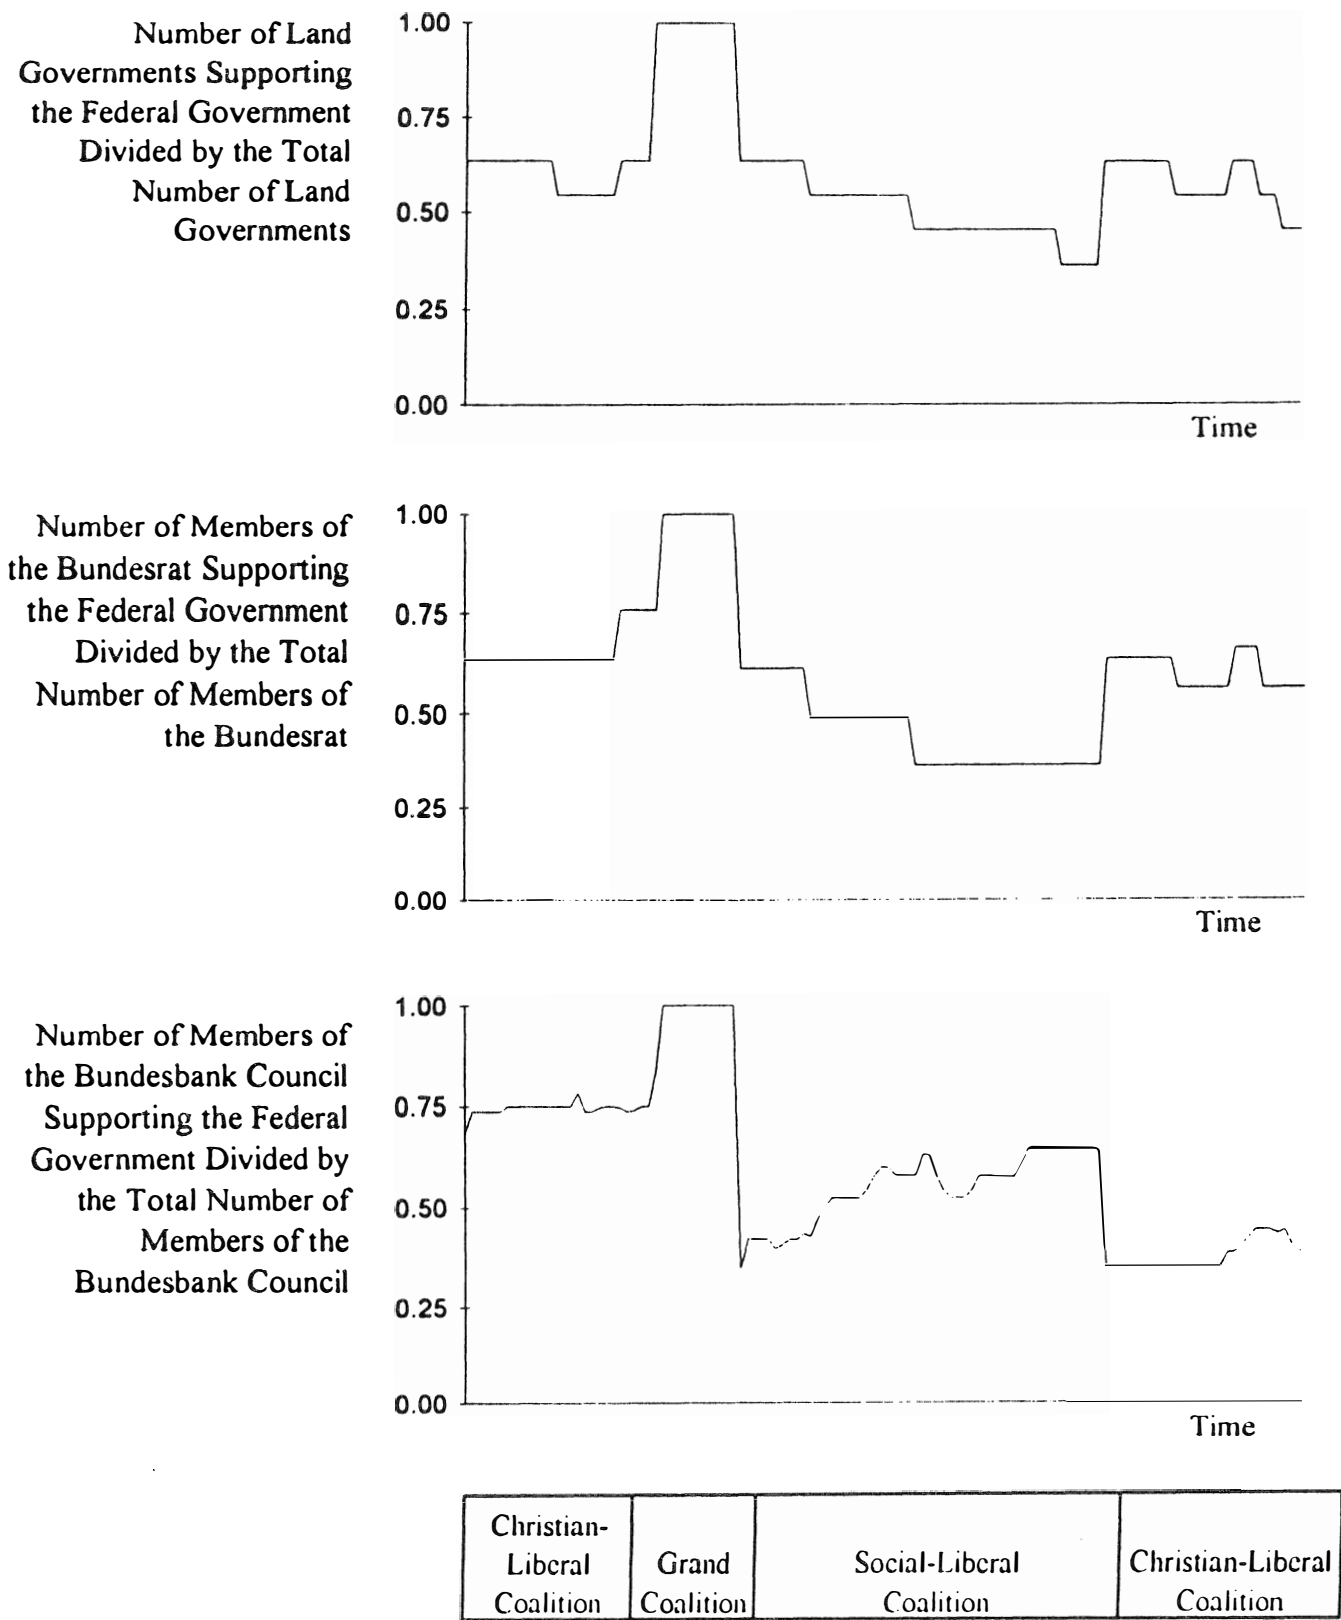 Number of Land
Governments Supporting
the Federal Government
Divided by the Total
Number of Land
Governments
1.00
0.75
0.50
0.25
0.00
Time
Number of Members of
the Bundesrat Supporting
the Federal Government
Divided by the Total
Number of Members of
the Bundesrat
1.00
0.75
0.50
0.25
0.00
Time
Number of Members of
the Bundesbank Council
Supporting the Federal
Government Divided by
the Total Number of
Members of the
Bundesbank Council
1.00
0.75
0.50
0.25
0.00
Time
Christian-
Liberal
Coalition
Grand
Coalition
Social-Liberal
Coalition
Christian-Liberal
Coalition